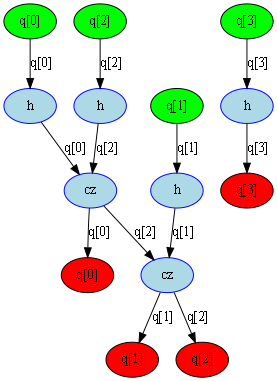 q[0] q[2] q[3]
q[0] q[2] q[3]
h h q[1] h
q[0] q[2] q[1] q[3]
cz h q[3]
q[0] q[2] q[1]
q[0] cz
q[1] q[2]
q[1] q[2]